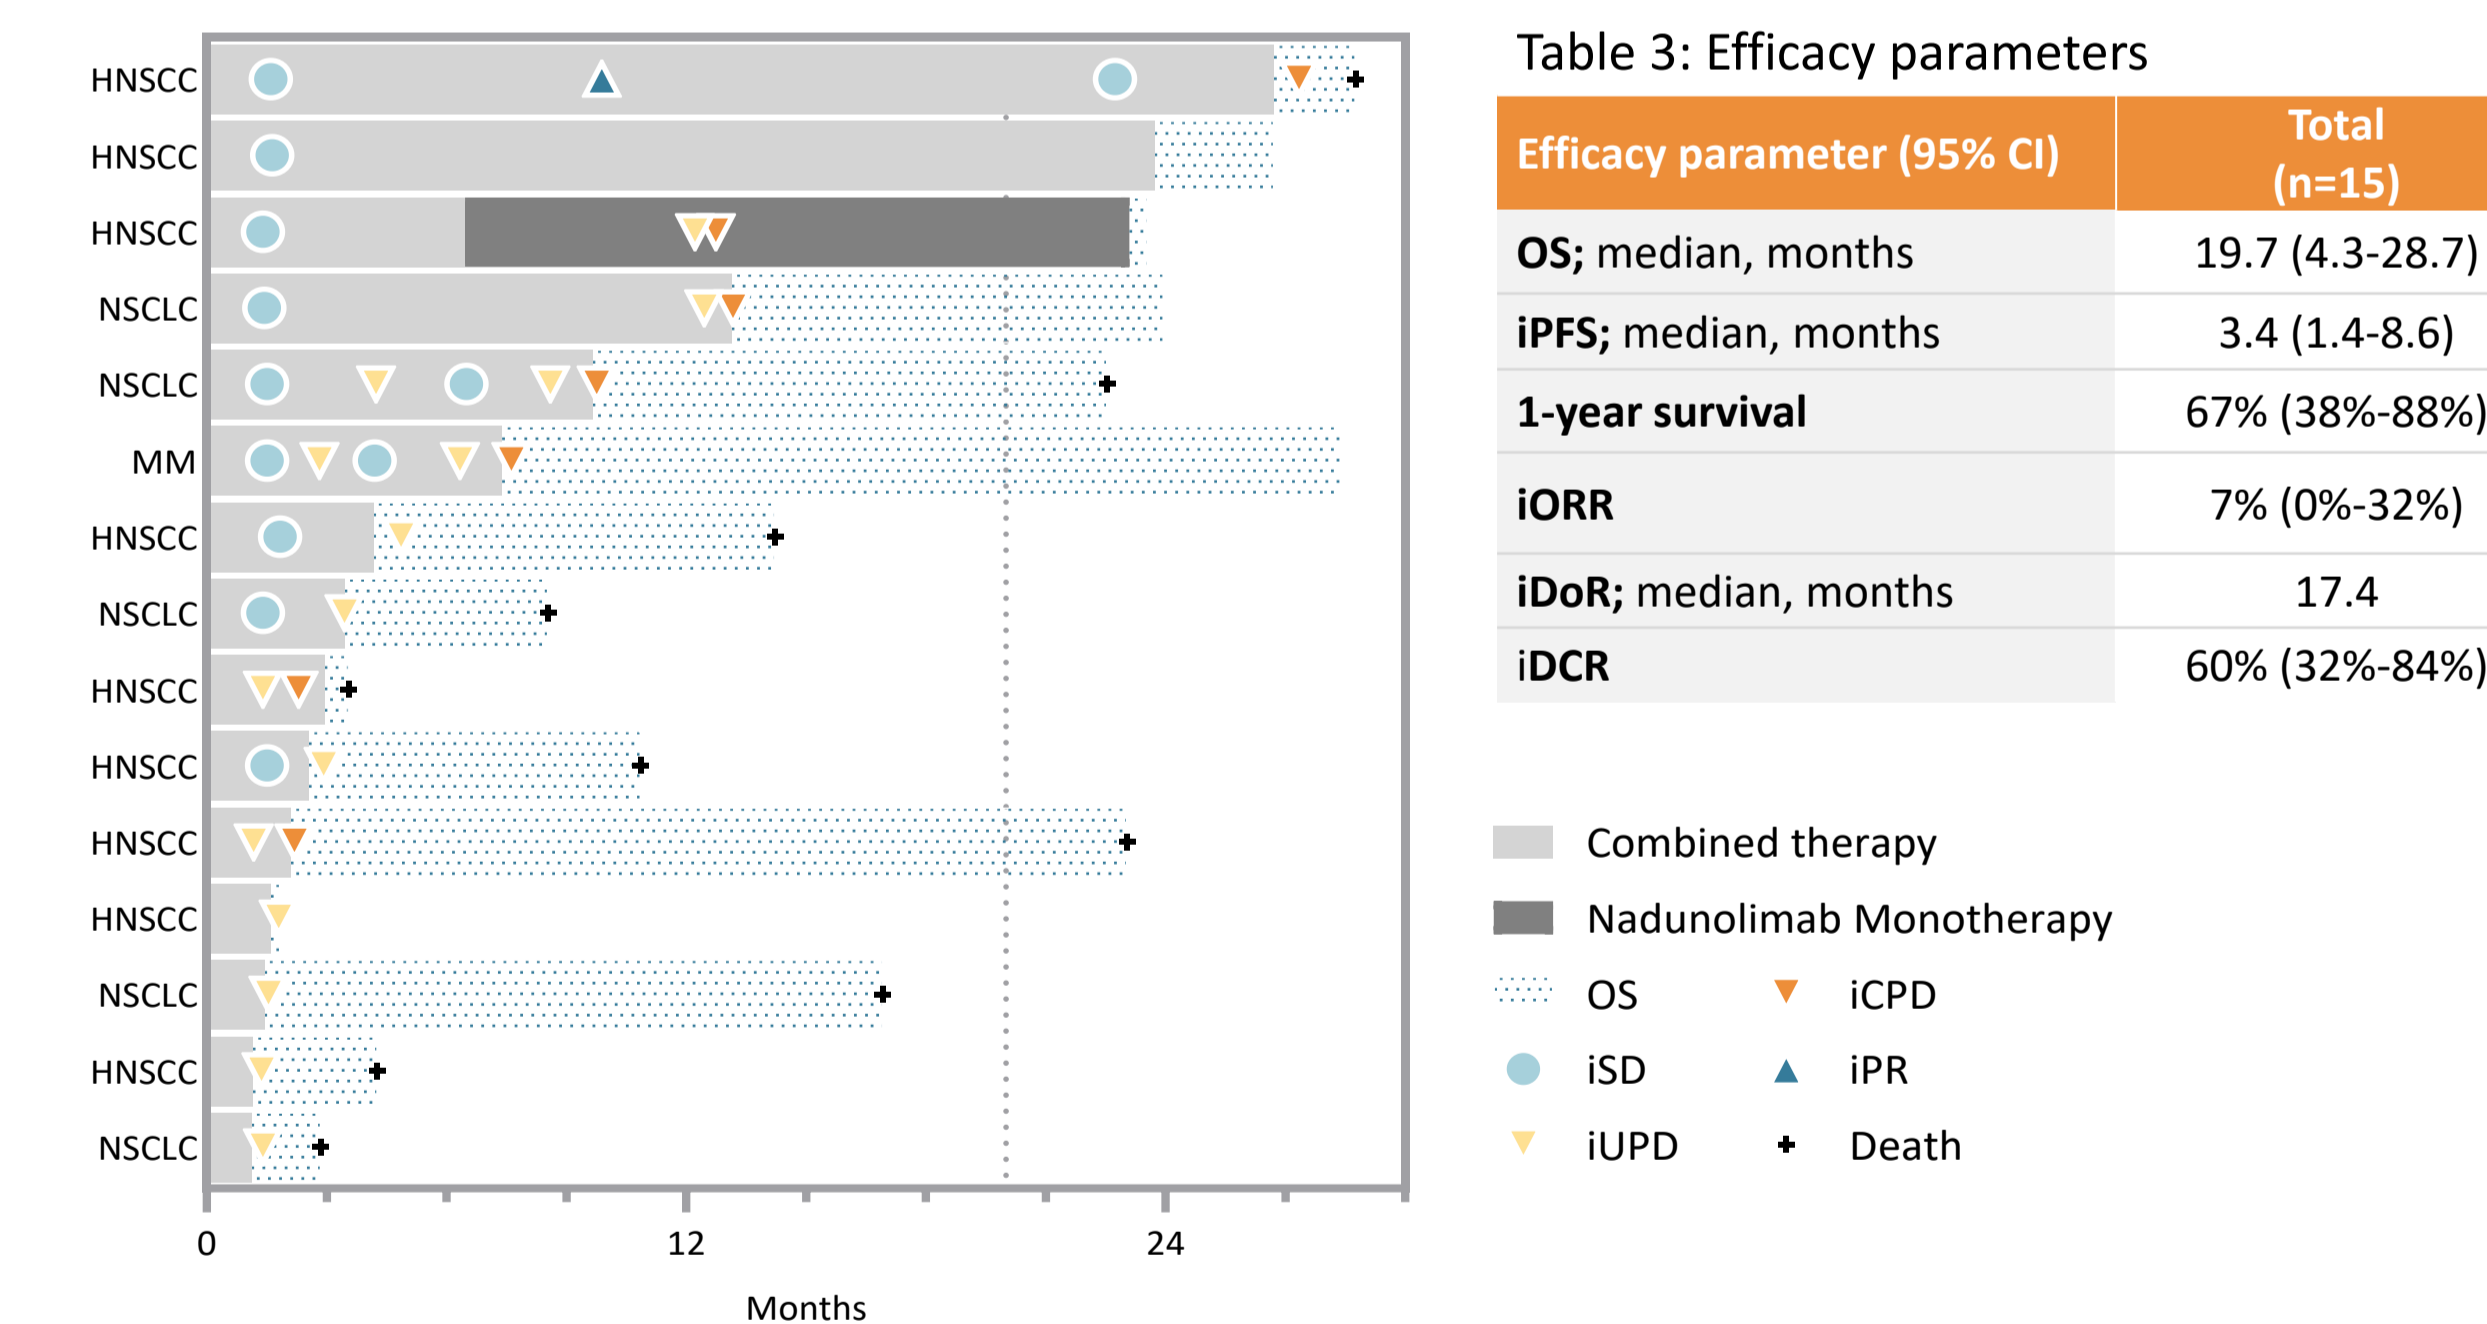 HNSCC
HNSCC
HNSCC
NSCLC
NSCLC
MM
HNSCC
NSCLC
HNSCC
HNSCC
HNSCC
HNSCC
NSCLC
HNSCC
NSCLC
0 12 24
Months
Table 3: Efficacy parameters
Efficacy parameter (95% CI) Total (n=15)
OS; median, months 19.7 (4.3-28.7)
iPFS; median, months 3.4 (1.4-8.6)
1-year survival 67% (38%-88%)
iORR 7% (0%-32%)
iDoR; median, months 17.4
iDCR 60% (32%-84%)
Combined therapy
Nadunolimab Monotherapy
OS iCPD
iSD iPR
iUPD Death